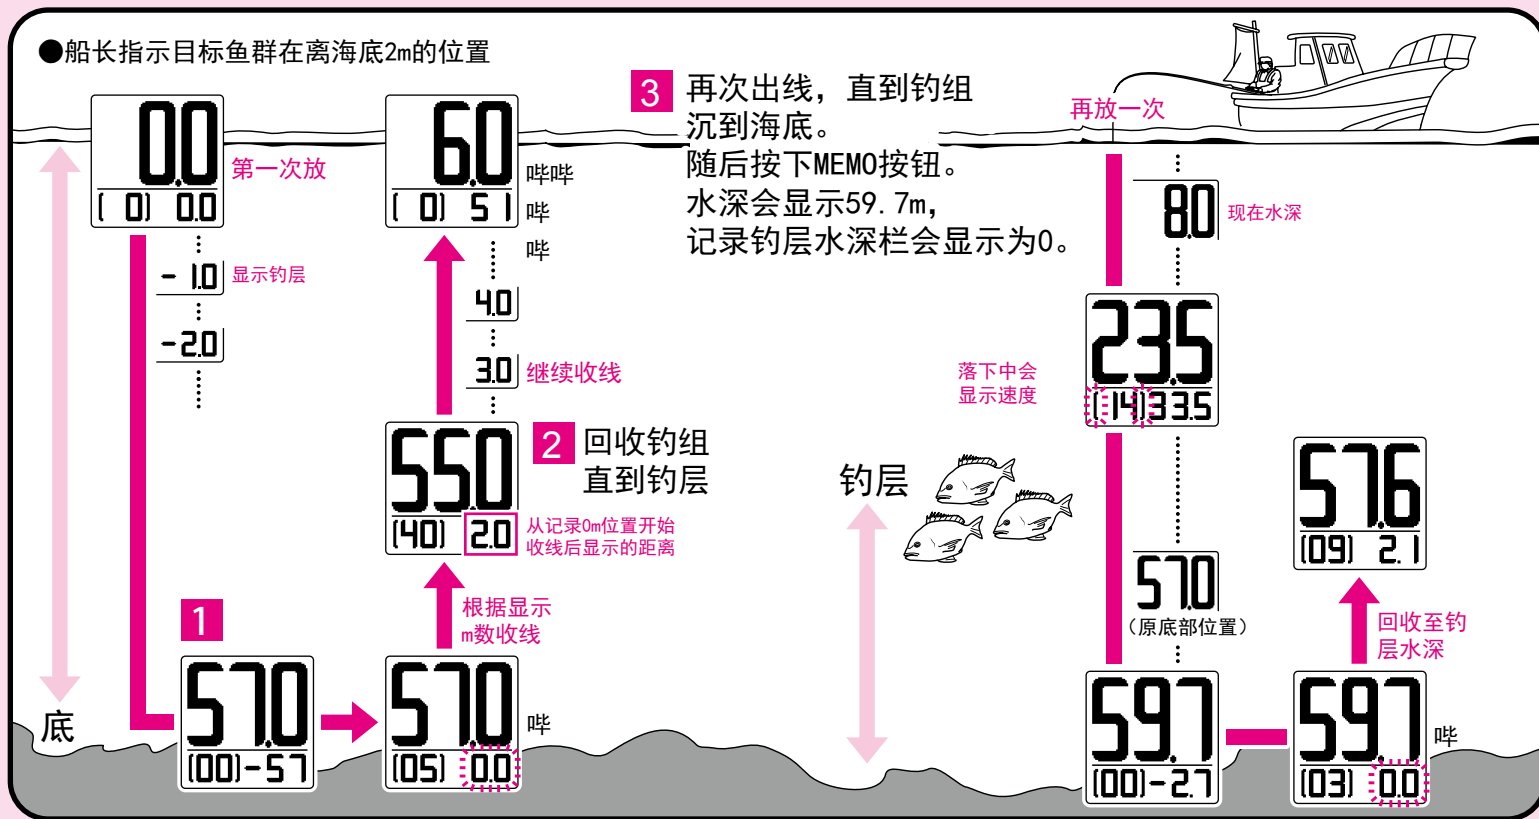 ●船长指示目标鱼群在离海底2m的位置
0.0
( 0) 0.0
第一次放
- 1.0
显示钓层
-2.0
1
57.0
(00)-57
底
57.0
(05) 0.0
哔
根据显示
m数收线
55.0
(40) 2.0
2 回收钓组
直到钓层
从记录0m位置开始
收线后显示的距离
3.0
继续收线
4.0
6.0
( 0) 51
哔哔
哔
哔
3 再次出线，直到钓组
沉到海底。
随后按下MEMO按钮。
水深会显示59.7m，
记录钓层水深栏会显示为0。
再放一次
8.0
现在水深
23.5
(14)33.5
落下中会
显示速度
钓层
57.0
（原底部位置）
59.7
(00)-2.7
59.7
(03) 0.0
哔
回收至钓
层水深
57.6
(09) 2.1